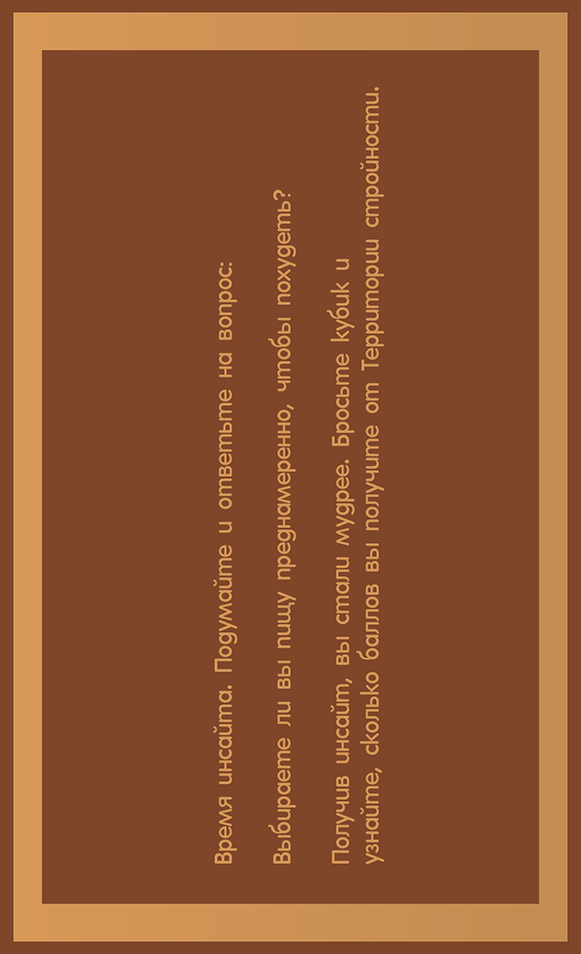 Время инсайта. Подумайте и ответьте на вопрос:
Выбираете ли вы пищу преднамеренно, чтобы похудеть?
Получив инсайт, вы стали мудрее. Бросьте кубик и
узнайте, сколько баллов вы получите от Территории стройности.